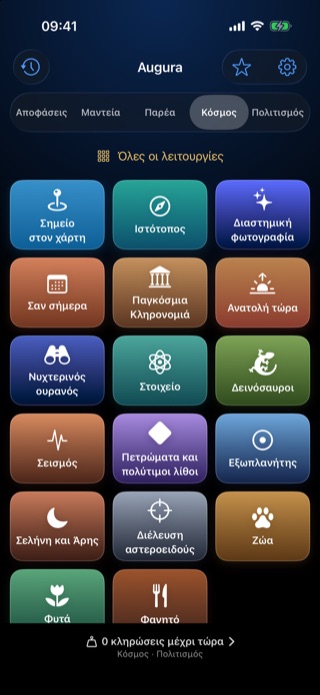 09:41
Augura
Αποφάσεις Μαντεία Παρέα Κόσμος Πολιτισμός
Όλες οι λειτουργίες
Σημείο
στον χάρτη
Ιστότοπος
Διαστημική
φωτογραφία
Σαν σήμερα
Παγκόσμια
Κληρονομιά
Ανατολή τώρα
Νυχτερινός
ουρανός
Στοιχείο
Δεινόσαυροι
Σεισμός
Πετρώματα και
πολύτιμοι λίθοι
Εξωπλανήτης
Σελήνη και Άρης
Διέλευση
αστεροειδούς
Ζώα
Φυτά
Φαγητό
0 κληρώσεις μέχρι τώρα
Κόσμος · Πολιτισμός